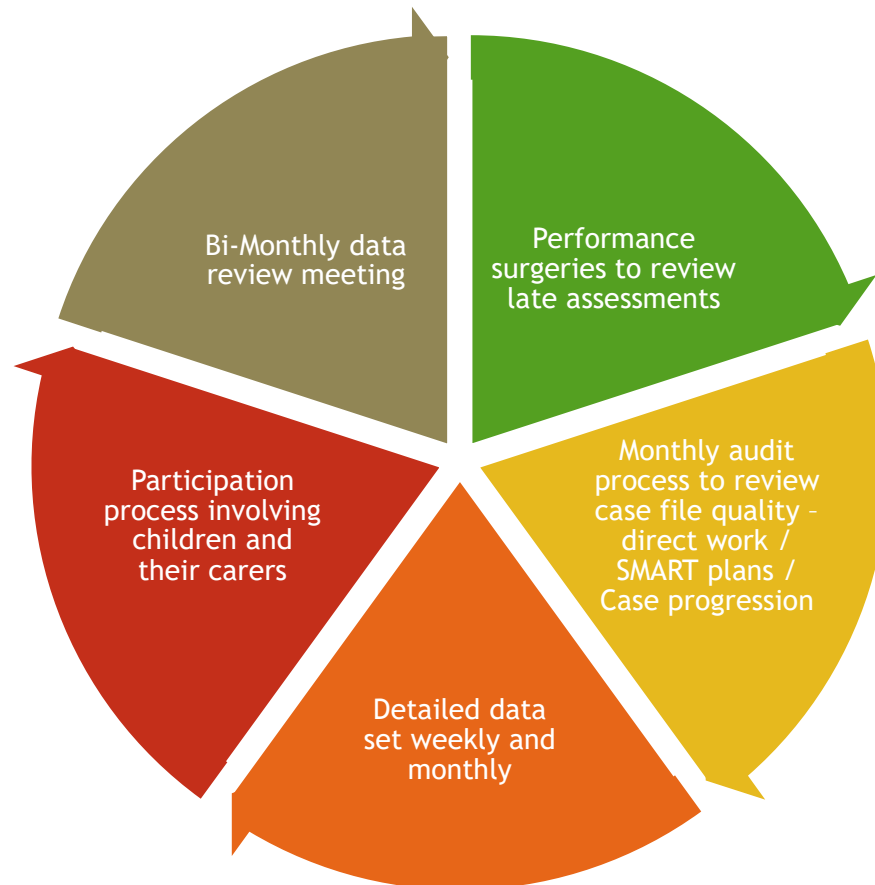 Performance
surgeries to review
late assessments
Monthly audit
process to review
case file quality –
direct work /
SMART plans /
Case progression
Detailed data
set weekly and
monthly
Participation
process involving
children and
their carers
Bi-Monthly data
review meeting